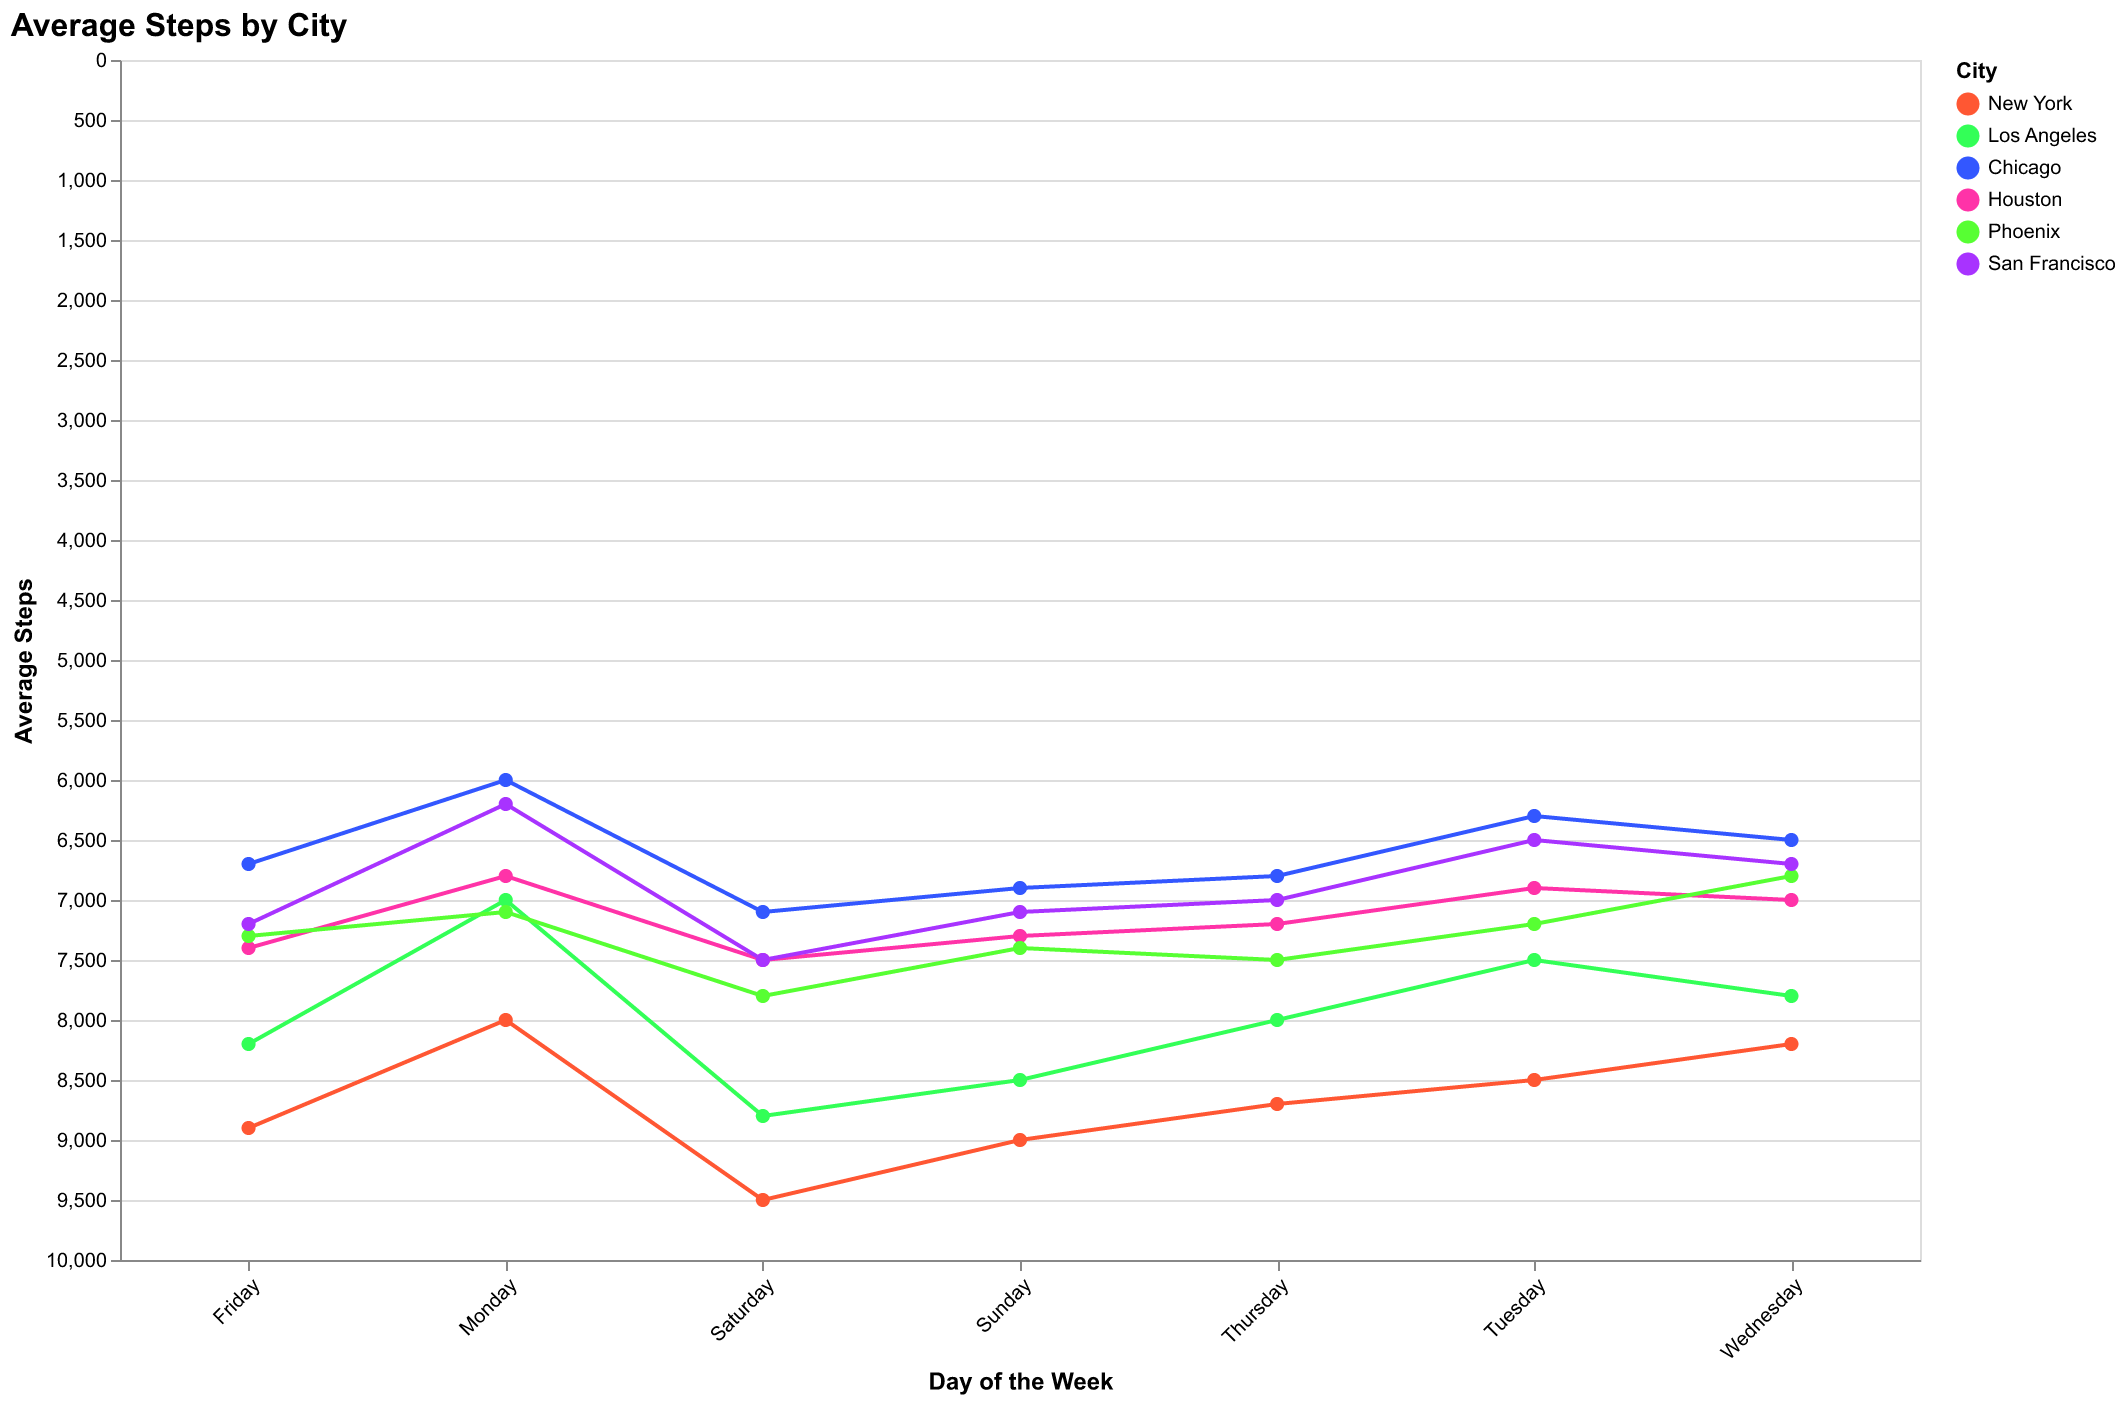 Average Steps by City
0
500
1,000
1,500
2,000
2,500
3,000
3,500
4,000
4,500
5,000
5,500
6,000
6,500
7,000
7,500
8,000
8,500
9,000
9,500
10,000
Average Steps
Friday
Monday
Saturday
Sunday
Thursday
Tuesday
Wednesday
Day of the Week
City
New York
Los Angeles
Chicago
Houston
Phoenix
San Francisco